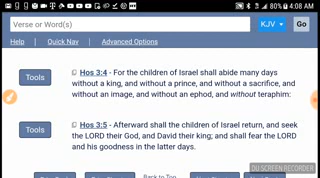 80% 4:08 AM
Verse or Word(s) KJV Go
Help Quick Nav Advanced Options
Tools Hos 3:4 - For the children of Israel shall abide many days
without a king, and without a prince, and without a sacrifice, and
without an image, and without an ephod, and without teraphim:
Tools Hos 3:5 - Afterward shall the children of Israel return, and seek
the LORD their God, and David their king; and shall fear the LORD
and his goodness in the latter days.
Back to Top
DU SCREEN RECORDER